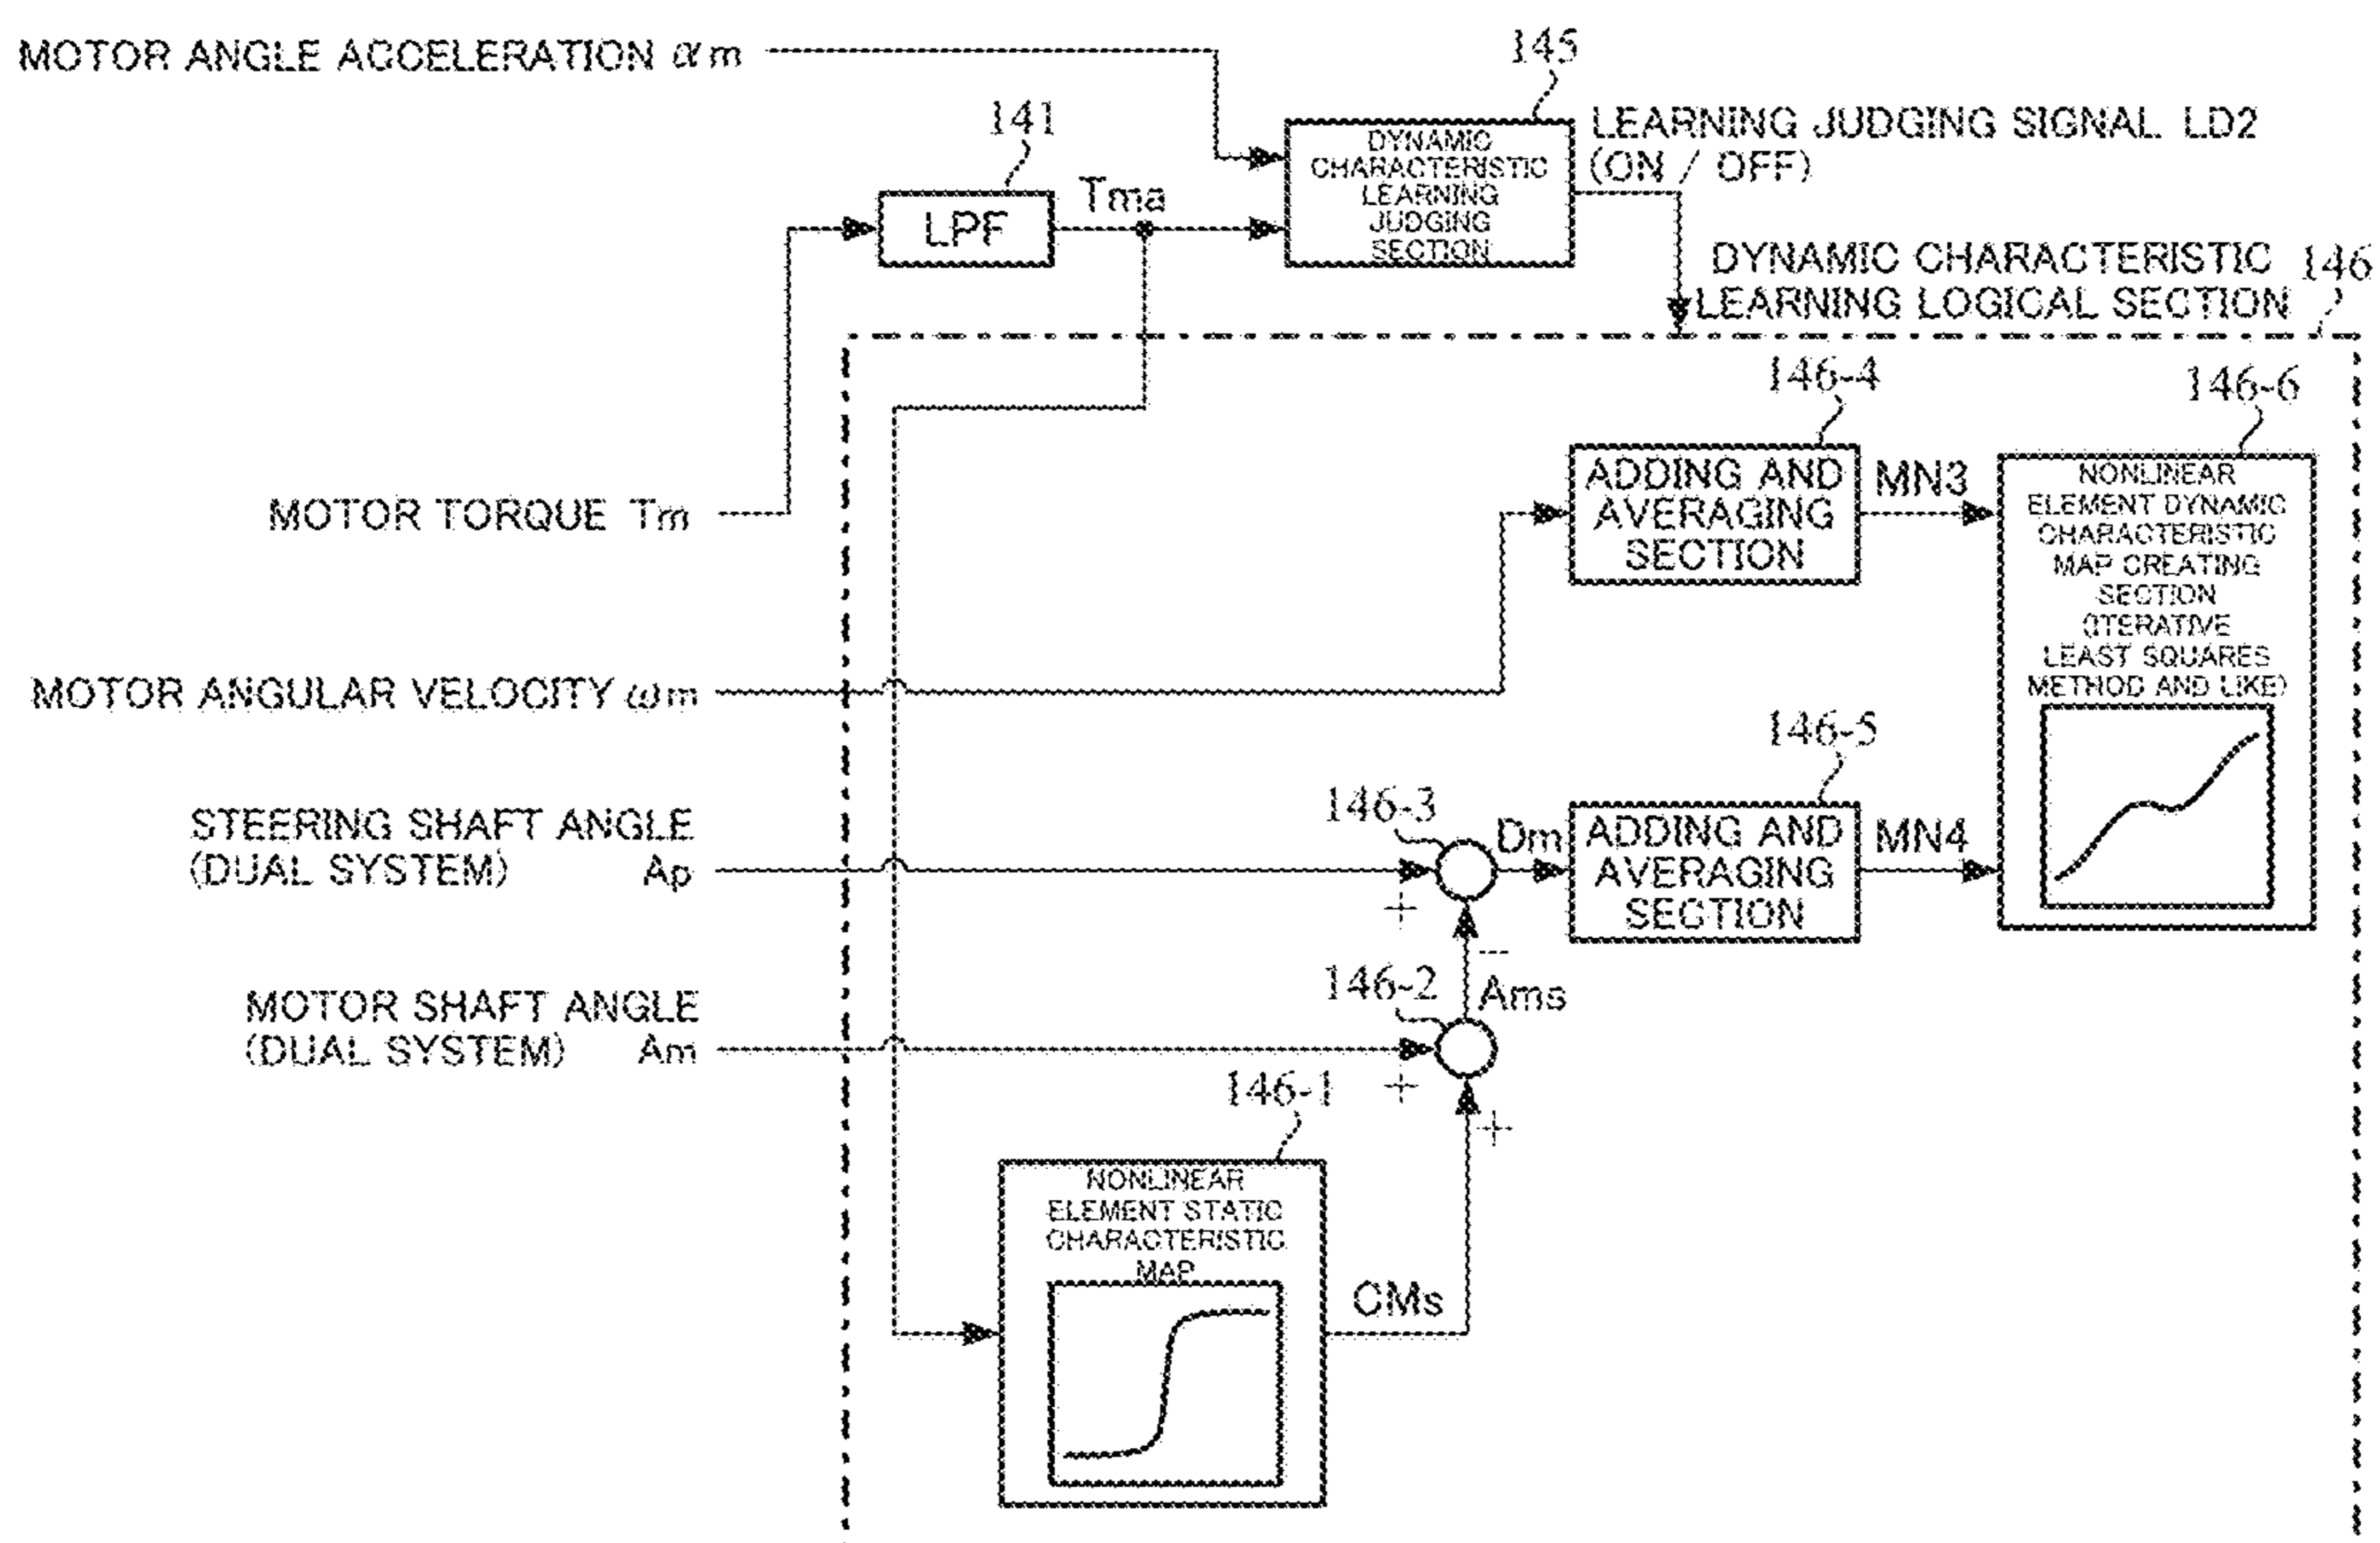 MOTOR ANGLE ACCELERATION αm
145
141
Tma
LPF
DYNAMIC
CHARACTERISTIC
LEARNING
JUDGING
SECTION
LEARNING JUDGING SIGNAL LD2
(ON / OFF)
DYNAMIC CHARACTERISTIC
LEARNING LOGICAL SECTION
146
146-4
146-6
MOTOR TORQUE Tm
ADDING AND
AVERAGING
SECTION
MN3
NONLINEAR
ELEMENT DYNAMIC
CHARACTERISTIC
MAP CREATING
SECTION
(ITERATIVE
LEAST SQUARES
METHOD AND LIKE)
MOTOR ANGULAR VELOCITY ωm
146-5
STEERING SHAFT ANGLE
(DUAL SYSTEM) Ap
146-3
+
−
Dm
ADDING AND
AVERAGING
SECTION
MN4
MOTOR SHAFT ANGLE
(DUAL SYSTEM) Am
146-2
Ams
+
+
146-1
NONLINEAR
ELEMENT STATIC
CHARACTERISTIC
MAP
CMs